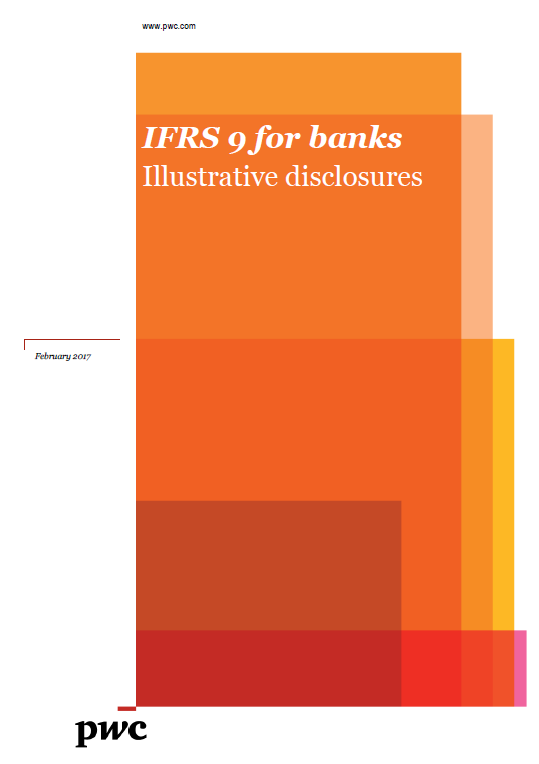 www.pwc.com
IFRS 9 for banks
Illustrative disclosures
February 2017
pwc